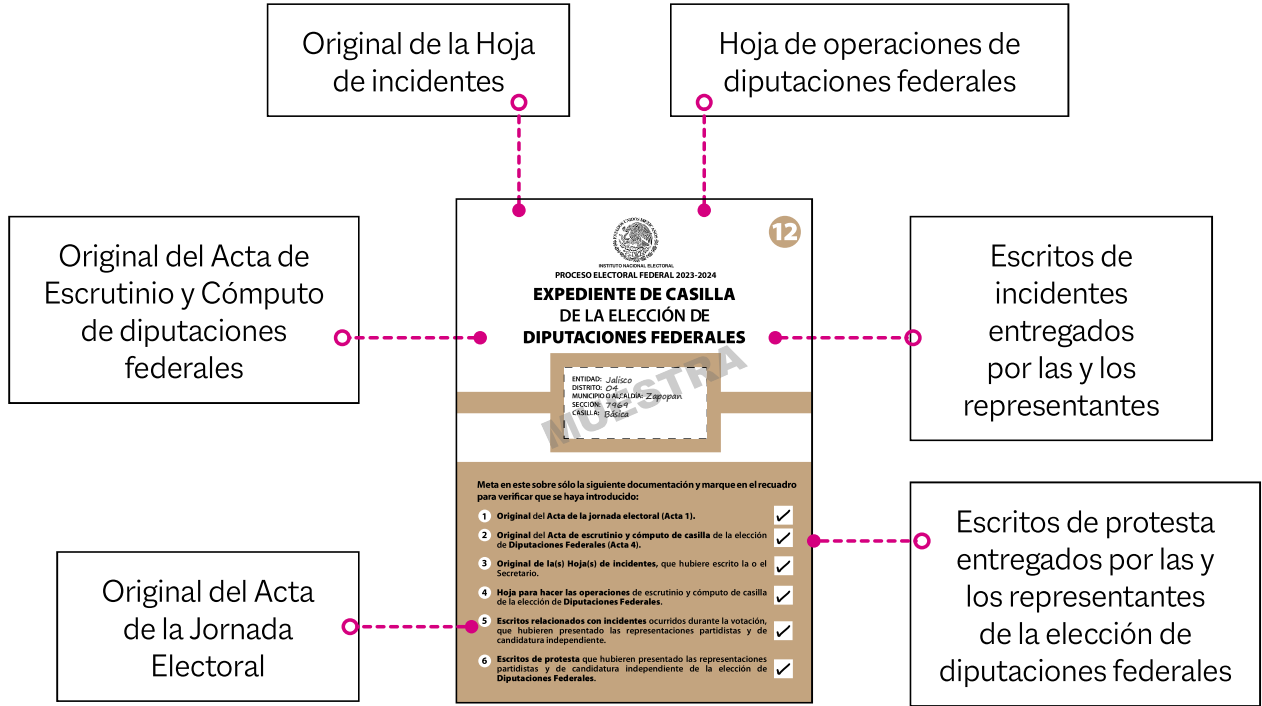 Original de la Hoja
de incidentes
Hoja de operaciones de
diputaciones federales
Original del Acta de
Escrutinio y Cómputo
de diputaciones
federales
Escritos de
incidentes
entregados
por las y los
representantes
Original del Acta
de la Jornada
Electoral
Escritos de protesta
entregados por las y
los representantes
de la elección de
diputaciones federales
12
ESTADOS UNIDOS MEXICANOS
INSTITUTO NACIONAL ELECTORAL
PROCESO ELECTORAL FEDERAL 2023-2024
EXPEDIENTE DE CASILLA
DE LA ELECCIÓN DE
DIPUTACIONES FEDERALES
MUESTRA
ENTIDAD: Jalisco
DISTRITO: 04
MUNICIPIO O ALCALDÍA: Zapopan
SECCIÓN: 7969
CASILLA: Básica
Meta en este sobre sólo la siguiente documentación y marque en el recuadro
para verificar que se haya introducido:
1 Original del Acta de la jornada electoral (Acta 1).
2 Original del Acta de escrutinio y cómputo de casilla de la elección
de Diputaciones Federales (Acta 4).
3 Original de la(s) Hoja(s) de incidentes, que hubiere escrito la o el
Secretario.
4 Hoja para hacer las operaciones de escrutinio y cómputo de casilla
de la elección de Diputaciones Federales.
5 Escritos relacionados con incidentes ocurridos durante la votación,
que hubieren presentado las representaciones partidistas y de
candidatura independiente.
6 Escritos de protesta que hubieren presentado las representaciones
partidistas y de candidatura independiente de la elección de
Diputaciones Federales.